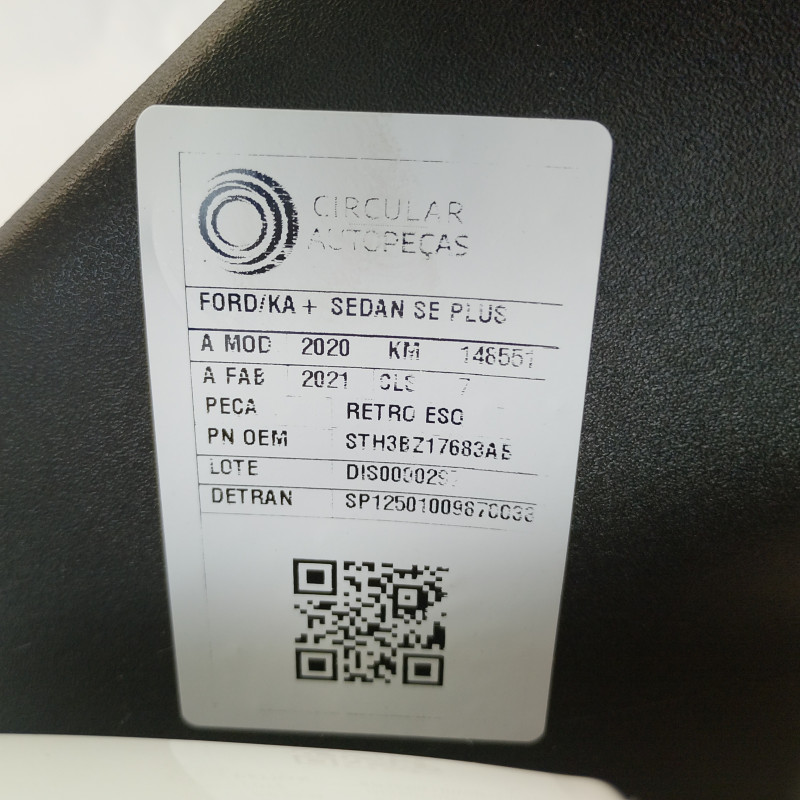 CIRCULAR
AUTOPEÇAS
FORD/KA + SEDAN SE PLUS
A MOD 2020 KM 148551
A FAB 2021 CLS 7
PECA RETRO ESQ
PN OEM STH3BZ17683AB
LOTE
DETRAN